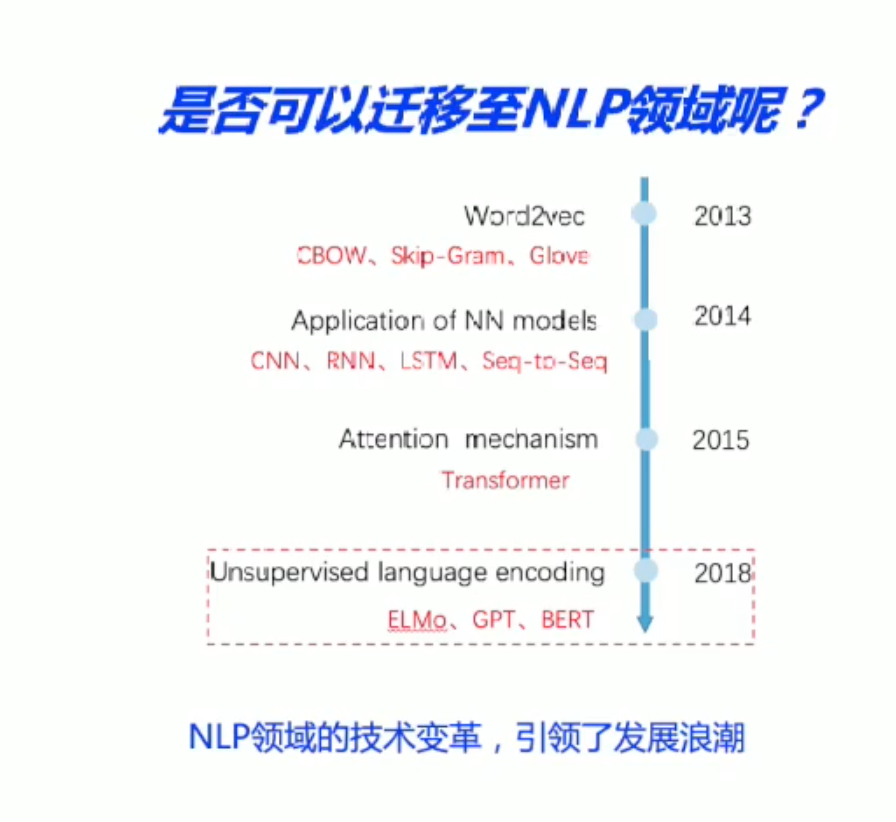 是否可以迁移至NLP领域呢？
Word2vec 2013
CBOW、Skip-Gram、Glove
Application of NN models 2014
CNN、RNN、LSTM、Seq-to-Seq
Attention mechanism 2015
Transformer
Unsupervised language encoding 2018
ELMo、GPT、BERT
NLP领域的技术变革，引领了发展浪潮